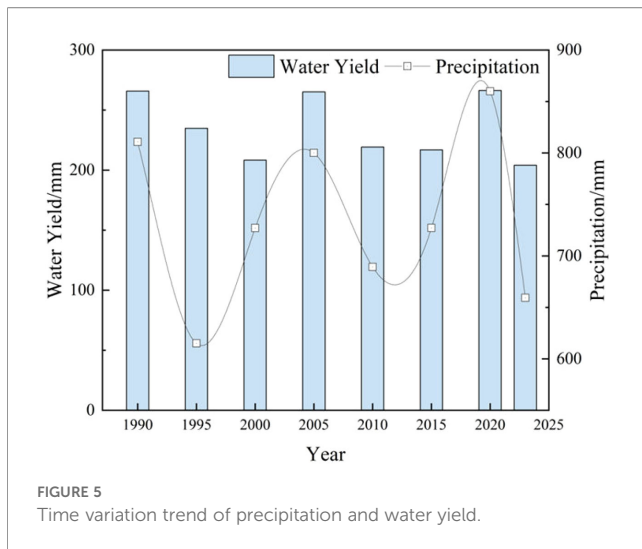 300
200
100
0
Water Yield/mm
Water Yield
Precipitation
900
800
700
600
Precipitation/mm
1990 1995 2000 2005 2010 2015 2020 2025
Year
FIGURE 5
Time variation trend of precipitation and water yield.